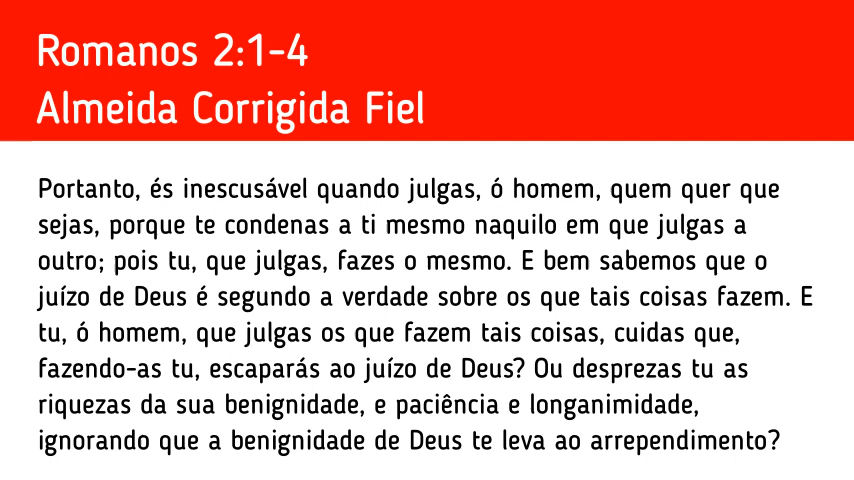 Romanos 2:1-4
Almeida Corrigida Fiel
Portanto, és inescusável quando julgas, ó homem, quem quer que
sejas, porque te condenas a ti mesmo naquilo em que julgas a
outro; pois tu, que julgas, fazes o mesmo. E bem sabemos que o
juízo de Deus é segundo a verdade sobre os que tais coisas fazem. E
tu, ó homem, que julgas os que fazem tais coisas, cuidas que,
fazendo-as tu, escaparás ao juízo de Deus? Ou desprezas tu as
riquezas da sua benignidade, e paciência e longanimidade,
ignorando que a benignidade de Deus te leva ao arrependimento?